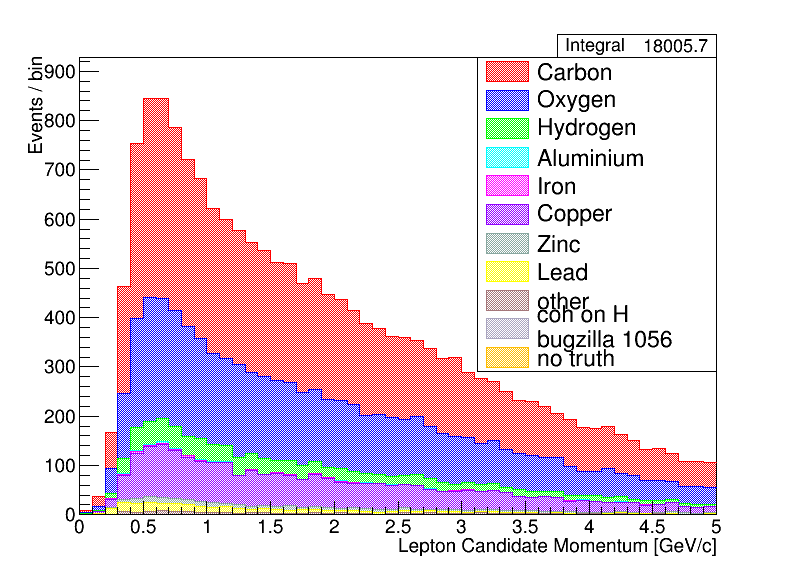 Integral 18005.7
Events / bin
900
800
700
600
500
400
300
200
100
0
Carbon
Oxygen
Hydrogen
Aluminium
Iron
Copper
Zinc
Lead
other
coh on H
bugzilla 1056
no truth
0 0.5 1 1.5 2 2.5 3 3.5 4 4.5 5
Lepton Candidate Momentum [GeV/c]